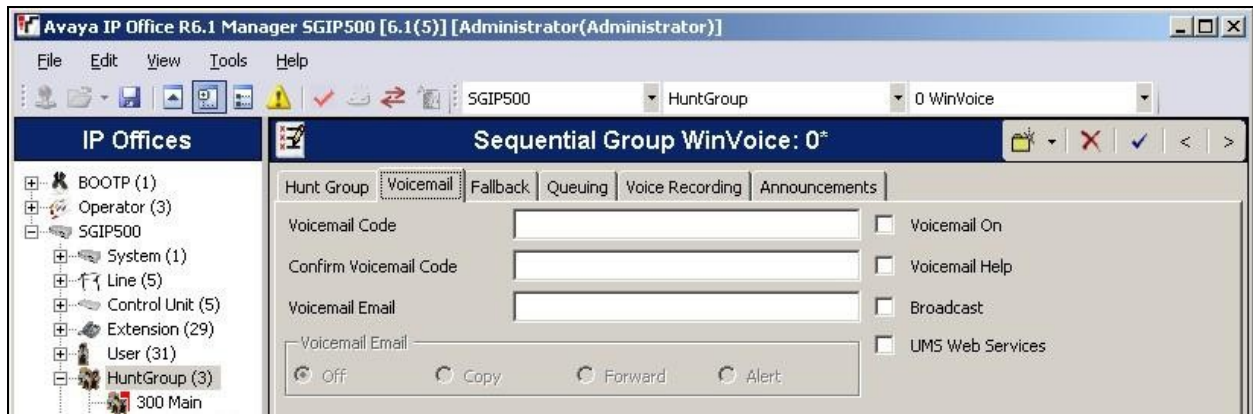 Avaya IP Office R6.1 Manager SGIP500 [6.1(5)] [Administrator(Administrator)]
File Edit View Tools Help
SGIP500 HuntGroup 0 WinVoice
IP Offices
Sequential Group WinVoice: 0*
BOOTP (1)
Operator (3)
SGIP500
System (1)
Line (5)
Control Unit (5)
Extension (29)
User (31)
HuntGroup (3)
300 Main
Hunt Group Voicemail Fallback Queuing Voice Recording Announcements
Voicemail Code
Voicemail On
Confirm Voicemail Code
Voicemail Help
Voicemail Email
Broadcast
Voicemail Email
UMS Web Services
Off Copy Forward Alert